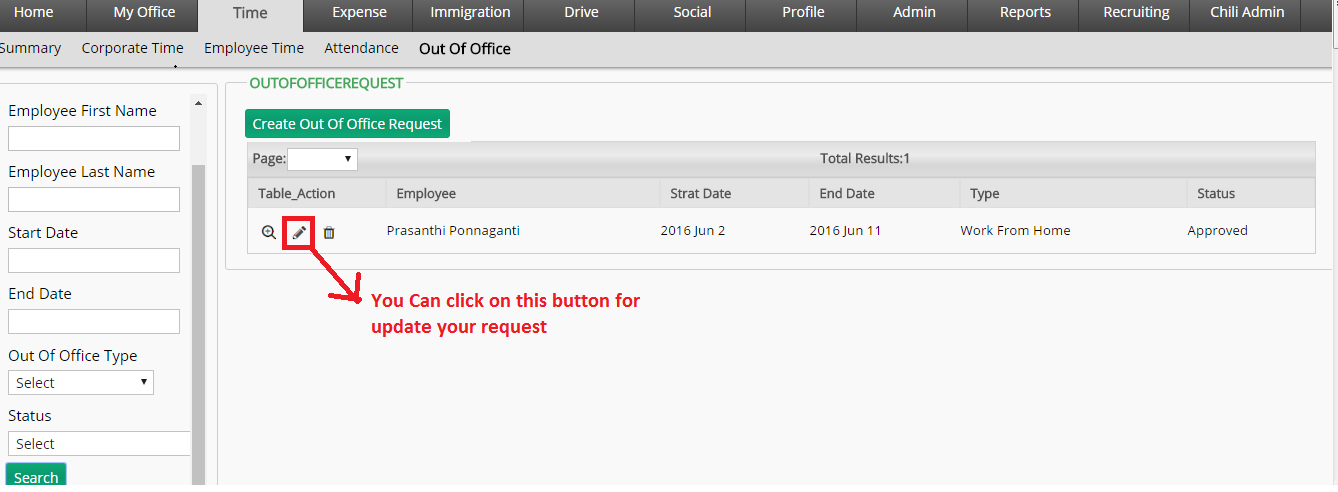 Home My Office Time Expense Immigration Drive Social Profile Admin Reports Recruiting Chili Admin
Summary Corporate Time Employee Time Attendance Out Of Office
Employee First Name
Employee Last Name
Start Date
End Date
Out Of Office Type
Select
Status
Select
Search
OUTOFOFFICEREQUEST
Create Out Of Office Request
Page: Total Results:1
Table_Action Employee Strat Date End Date Type Status
Prasanthi Ponnaganti 2016 Jun 2 2016 Jun 11 Work From Home Approved
You Can click on this button for
update your request